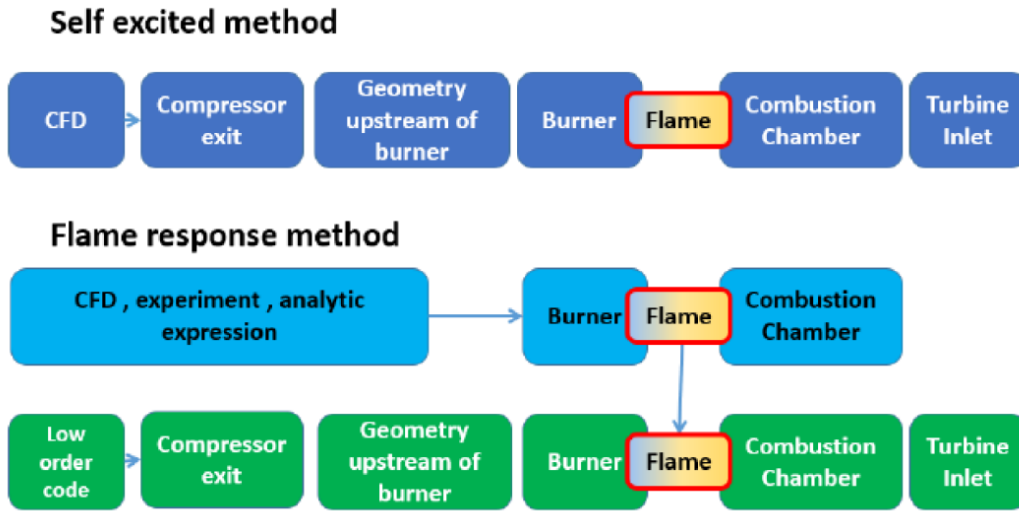 Self excited method
CFD
Compressor
exit
Geometry
upstream of
burner
Burner
Flame
Combustion
Chamber
Turbine
Inlet
Flame response method
CFD , experiment , analytic
expression
Burner
Flame
Combustion
Chamber
Low
order
code
Compressor
exit
Geometry
upstream of
burner
Burner
Flame
Combustion
Chamber
Turbine
Inlet